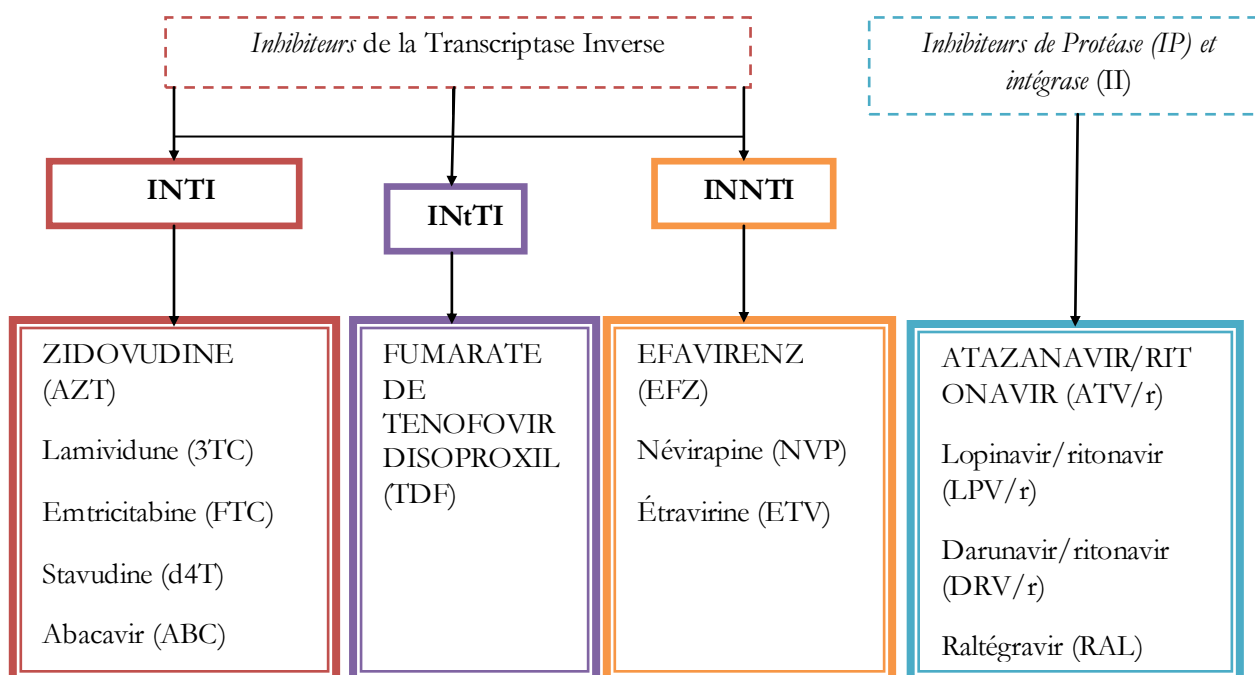 Inhibiteurs de la Transcriptase Inverse
Inhibiteurs de Protéase (IP) et
intégrase (II)
INTI
INtTI
INNTI
ZIDOVUDINE
(AZT)
Lamividune (3TC)
Emtricitabine (FTC)
Stavudine (d4T)
Abacavir (ABC)
FUMARATE
DE
TENOFOVIR
DISOPROXIL
(TDF)
EFAVIRENZ
(EFZ)
Névirapine (NVP)
Étravirine (ETV)
ATAZANAVIR/RIT
ONAVIR (ATV/r)
Lopinavir/ritonavir
(LPV/r)
Darunavir/ritonavir
(DRV/r)
Raltégravir (RAL)